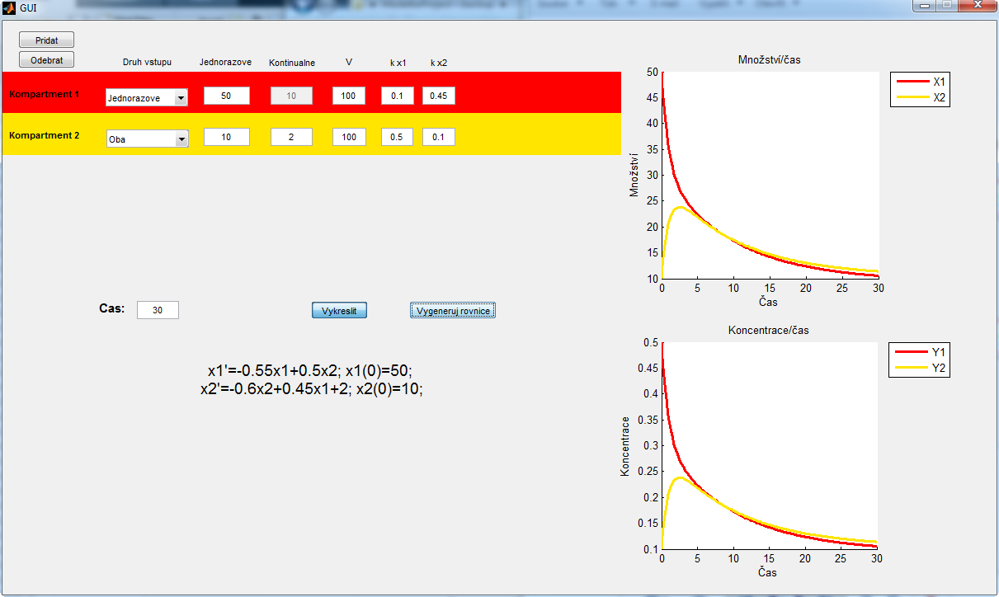 GUI
Pridat
Odebrat
Druh vstupu Jednorazove Kontinualne V k x1 k x2
Kompartment 1 Jednorazove 50 10 100 0.1 0.45
Kompartment 2 Oba 10 2 100 0.5 0.1
Cas: 30 Vykreslit Vygeneruj rovnice
x1'=-0.55x1+0.5x2; x1(0)=50;
x2'=-0.6x2+0.45x1+2; x2(0)=10;
Množství/čas
X1
X2
Množství
50
45
40
35
30
25
20
15
10
0 5 10 15 20 25 30
Čas
Koncentrace/čas
Y1
Y2
Koncentrace
0.5
0.45
0.4
0.35
0.3
0.25
0.2
0.15
0.1
0 5 10 15 20 25 30
Čas